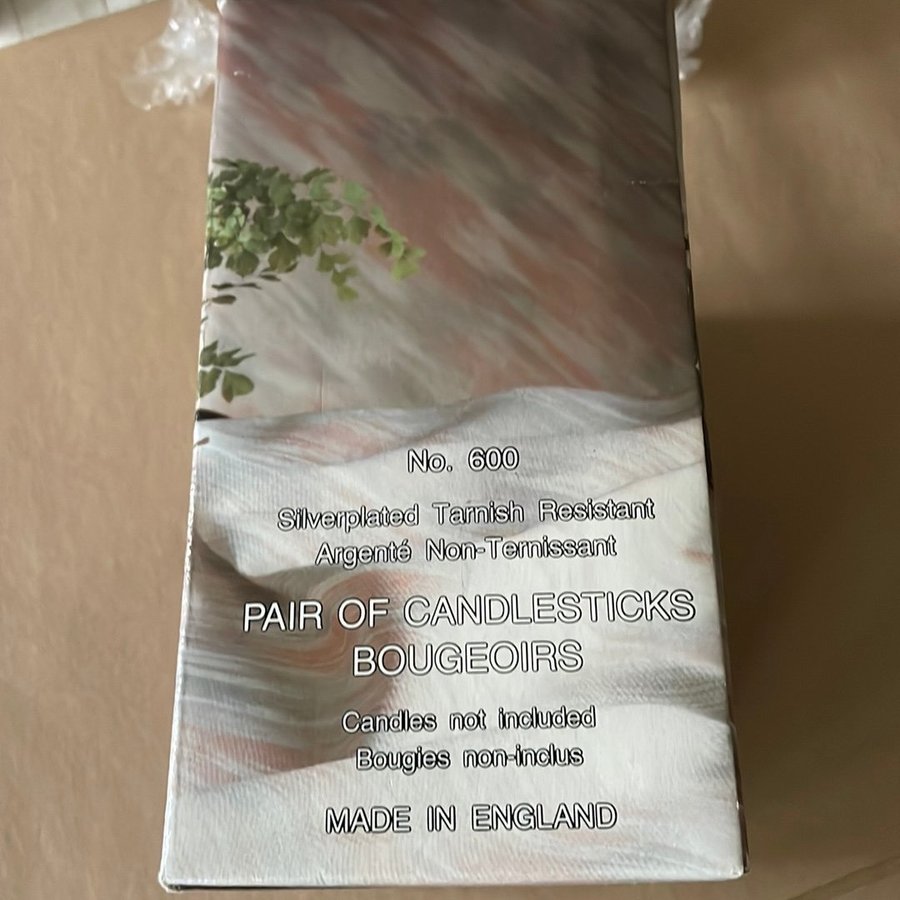 No. 600
Silverplated Tarnish Resistant
Argenté Non-Ternissant
PAIR OF CANDLESTICKS
BOUGEOIRS
Candles not included
Bougies non-inclus
MADE IN ENGLAND